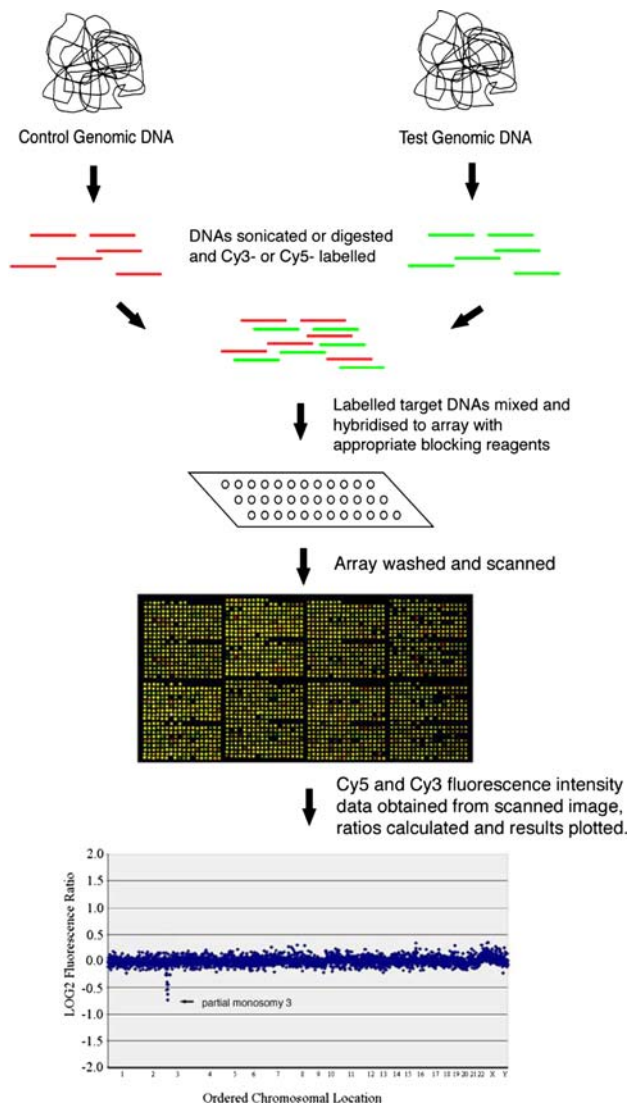 Control Genomic DNA
Test Genomic DNA
DNAs sonicated or digested
and Cy3- or Cy5- labelled
Labelled target DNAs mixed and
hybridised to array with
appropriate blocking reagents
Array washed and scanned
Cy5 and Cy3 fluorescence intensity
data obtained from scanned image,
ratios calculated and results plotted.
LOG2 Fluorescence Ratio
2.0
1.5
1.0
0.5
0.0
-0.5
-1.0
-1.5
-2.0
partial monosomy 3
1 2 3 4 5 6 7 8 9 10 11 12 13 14 15 16 17 18 19 20 21 22 X Y
Ordered Chromosomal Location